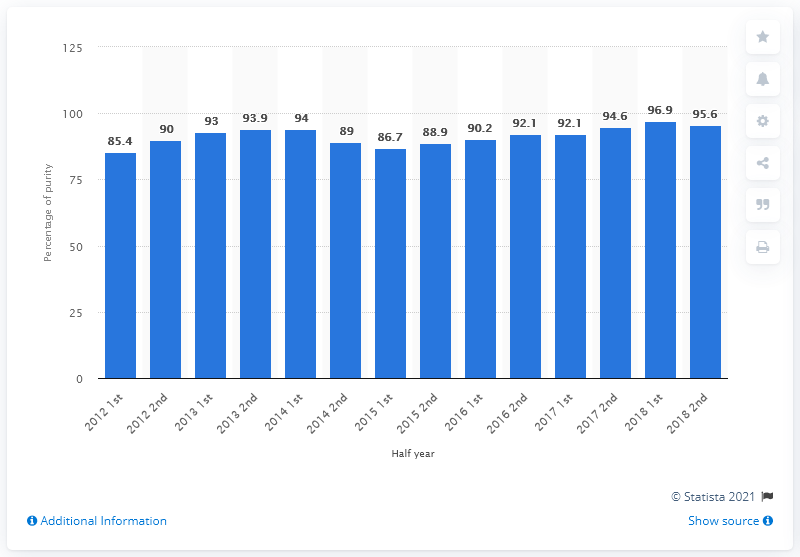 125
100
75
50
25
0
Percentage of purity
85.4
90
93
93.9
94
89
86.7
88.9
90.2
92.1
92.1
94.6
96.9
95.6
2012 1st
2012 2nd
2013 1st
2013 2nd
2014 1st
2014 2nd
2015 1st
2015 2nd
2016 1st
2016 2nd
2017 1st
2017 2nd
2018 1st
2018 2nd
Half year
© Statista 2021
Additional Information
Show source